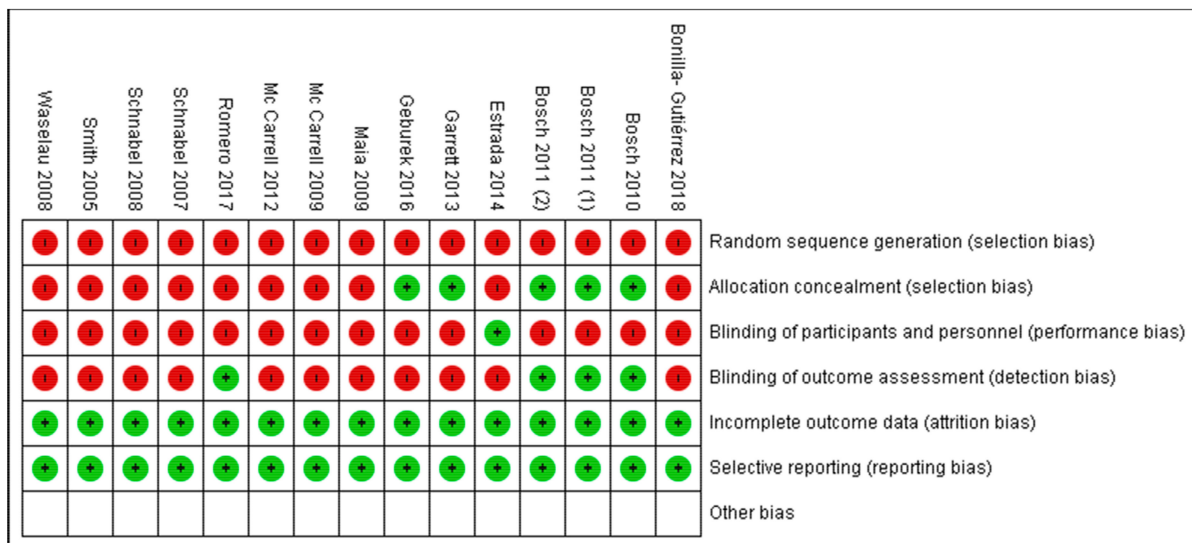 Waselau 2008
Smith 2005
Schnabel 2008
Schnabel 2007
Romero 2017
Mc Carrell 2012
Mc Carrell 2009
Maia 2009
Geburek 2016
Garrett 2013
Estrada 2014
Bosch 2011 (2)
Bosch 2011 (1)
Bosch 2010
Bonilla- Gutiérrez 2018
- - - - - - - - - - - - - - - Random sequence generation (selection bias)
- - - - - - - - + + - + + + - Allocation concealment (selection bias)
- - - - - - - - - - + - - - - Blinding of participants and personnel (performance bias)
- - - - + - - - - - - + + + - Blinding of outcome assessment (detection bias)
+ + + + + + + + + + + + + + + Incomplete outcome data (attrition bias)
+ + + + + + + + + + + + + + + Selective reporting (reporting bias)
Other bias